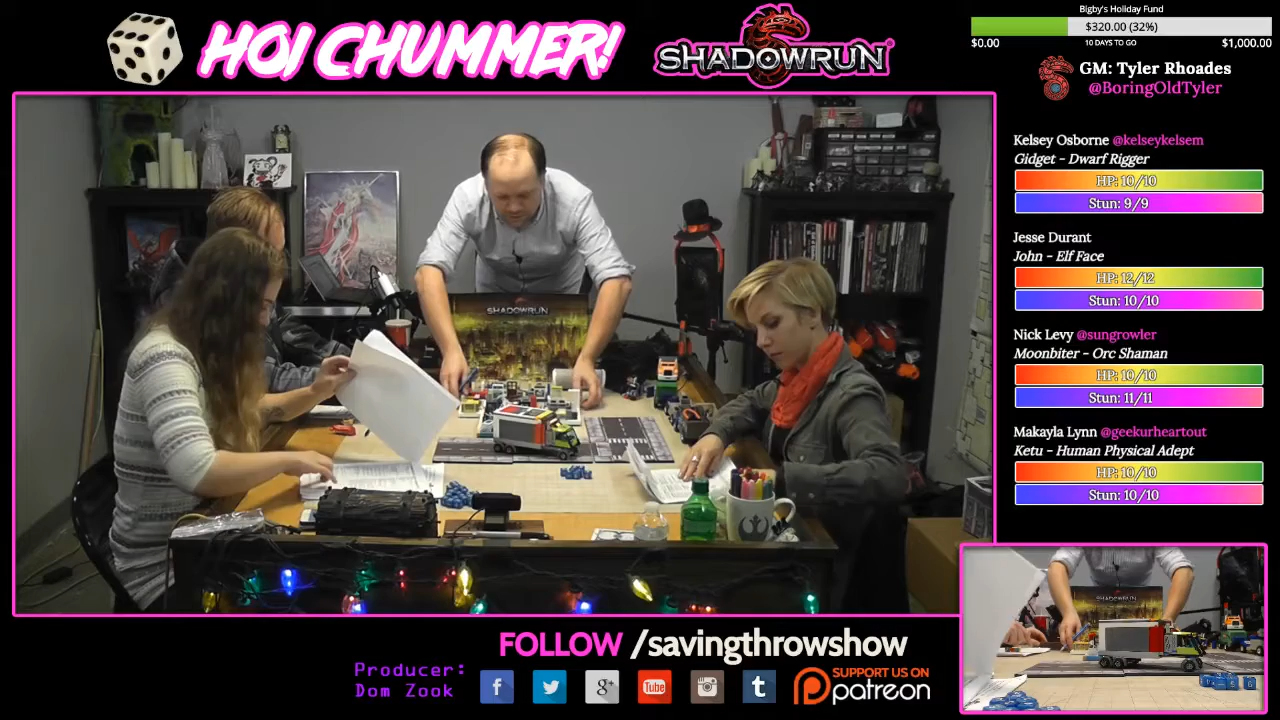 HOI CHUMMER!
SHADOWRUN
Bigby's Holiday Fund
$320.00 (32%)
$0.00
10 DAYS TO GO
$1,000.00
GM: Tyler Rhoades
@BoringOldTyler
Kelsey Osborne @kelseykelsem
Gidget - Dwarf Rigger
HP: 10/10
Stun: 9/9
Jesse Durant
John - Elf Face
HP: 12/12
Stun: 10/10
Nick Levy @sungrowler
Moonbiter - Orc Shaman
HP: 10/10
Stun: 11/11
Makayla Lynn @geekurheartout
Ketu - Human Physical Adept
HP: 10/10
Stun: 10/10
SHADOWRUN
SHADOWRUN
FOLLOW /savingthrowshow
Producer:
Dom Zook
f
g+
You Tube
t
SUPPORT US ON
patreon